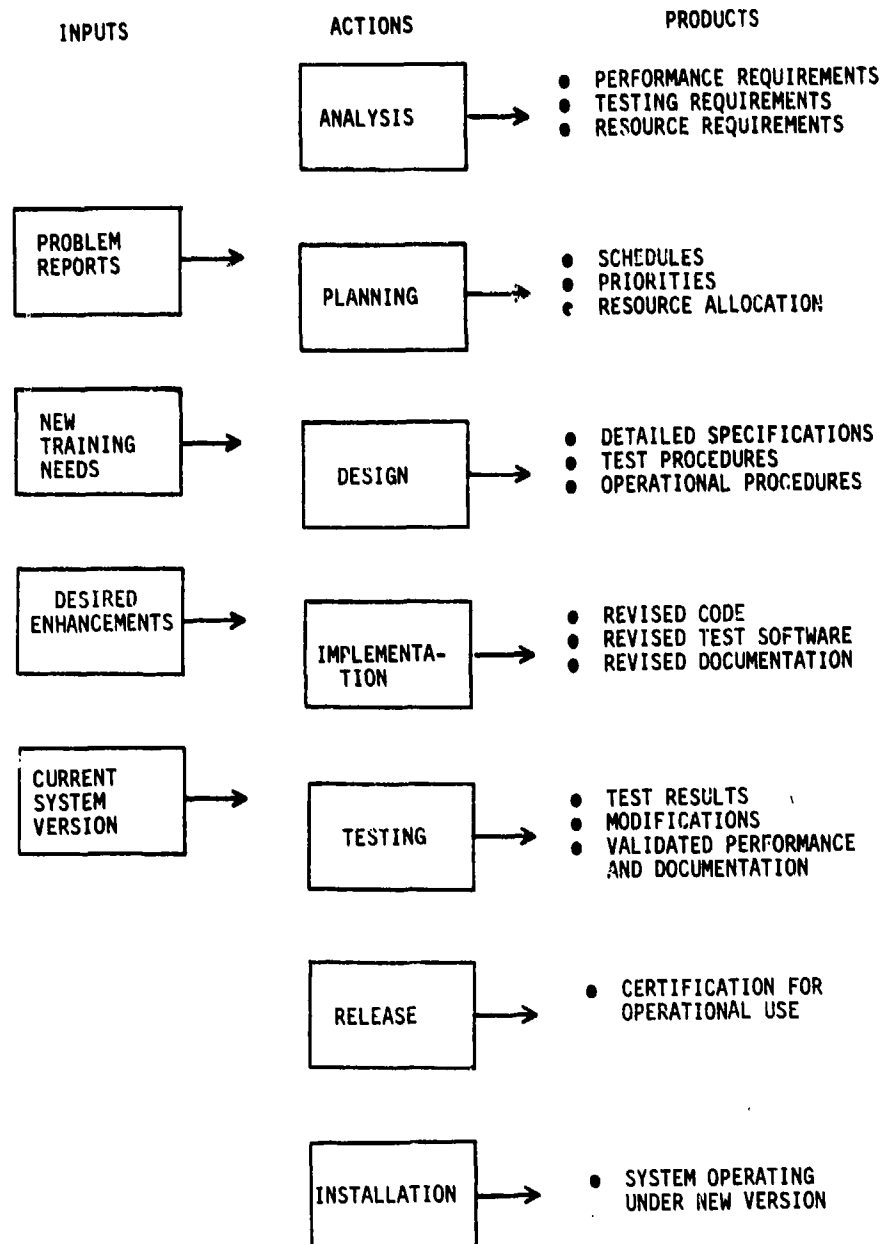 INPUTS
ACTIONS
PRODUCTS
ANALYSIS
● PERFORMANCE REQUIREMENTS
● TESTING REQUIREMENTS
● RESOURCE REQUIREMENTS
PROBLEM
REPORTS
PLANNING
● SCHEDULES
● PRIORITIES
● RESOURCE ALLOCATION
NEW
TRAINING
NEEDS
DESIGN
● DETAILED SPECIFICATIONS
● TEST PROCEDURES
● OPERATIONAL PROCEDURES
DESIRED
ENHANCEMENTS
IMPLEMENTA-
TION
● REVISED CODE
● REVISED TEST SOFTWARE
● REVISED DOCUMENTATION
CURRENT
SYSTEM
VERSION
TESTING
● TEST RESULTS
● MODIFICATIONS
● VALIDATED PERFORMANCE
AND DOCUMENTATION
RELEASE
● CERTIFICATION FOR
OPERATIONAL USE
INSTALLATION
● SYSTEM OPERATING
UNDER NEW VERSION